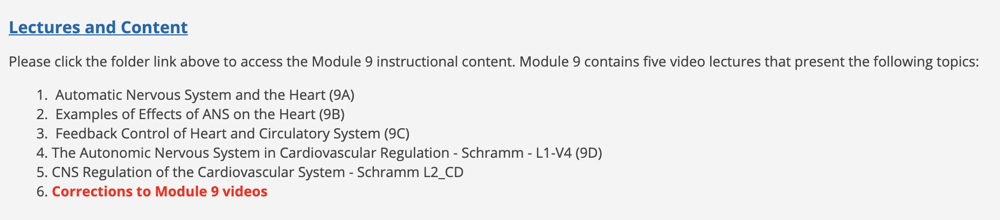 Lectures and Content
Please click the folder link above to access the Module 9 instructional content. Module 9 contains five video lectures that present the following topics:
1. Automatic Nervous System and the Heart (9A)
2. Examples of Effects of ANS on the Heart (9B)
3. Feedback Control of Heart and Circulatory System (9C)
4. The Autonomic Nervous System in Cardiovascular Regulation - Schramm - L1-V4 (9D)
5. CNS Regulation of the Cardiovascular System - Schramm L2_CD
6. Corrections to Module 9 videos